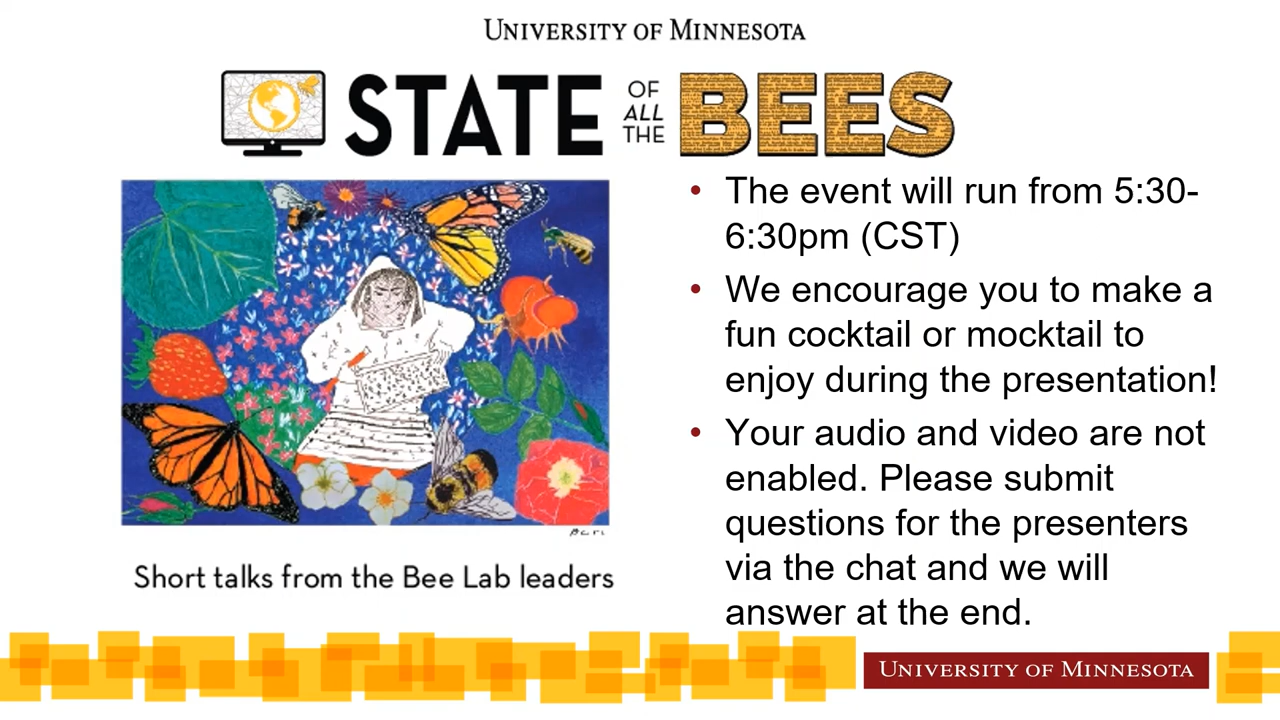 UNIVERSITY OF MINNESOTA
STATE OF ALL THE BEES
• The event will run from 5:30-
6:30pm (CST)
• We encourage you to make a
fun cocktail or mocktail to
enjoy during the presentation!
• Your audio and video are not
enabled. Please submit
questions for the presenters
via the chat and we will
answer at the end.
Short talks from the Bee Lab leaders
UNIVERSITY OF MINNESOTA